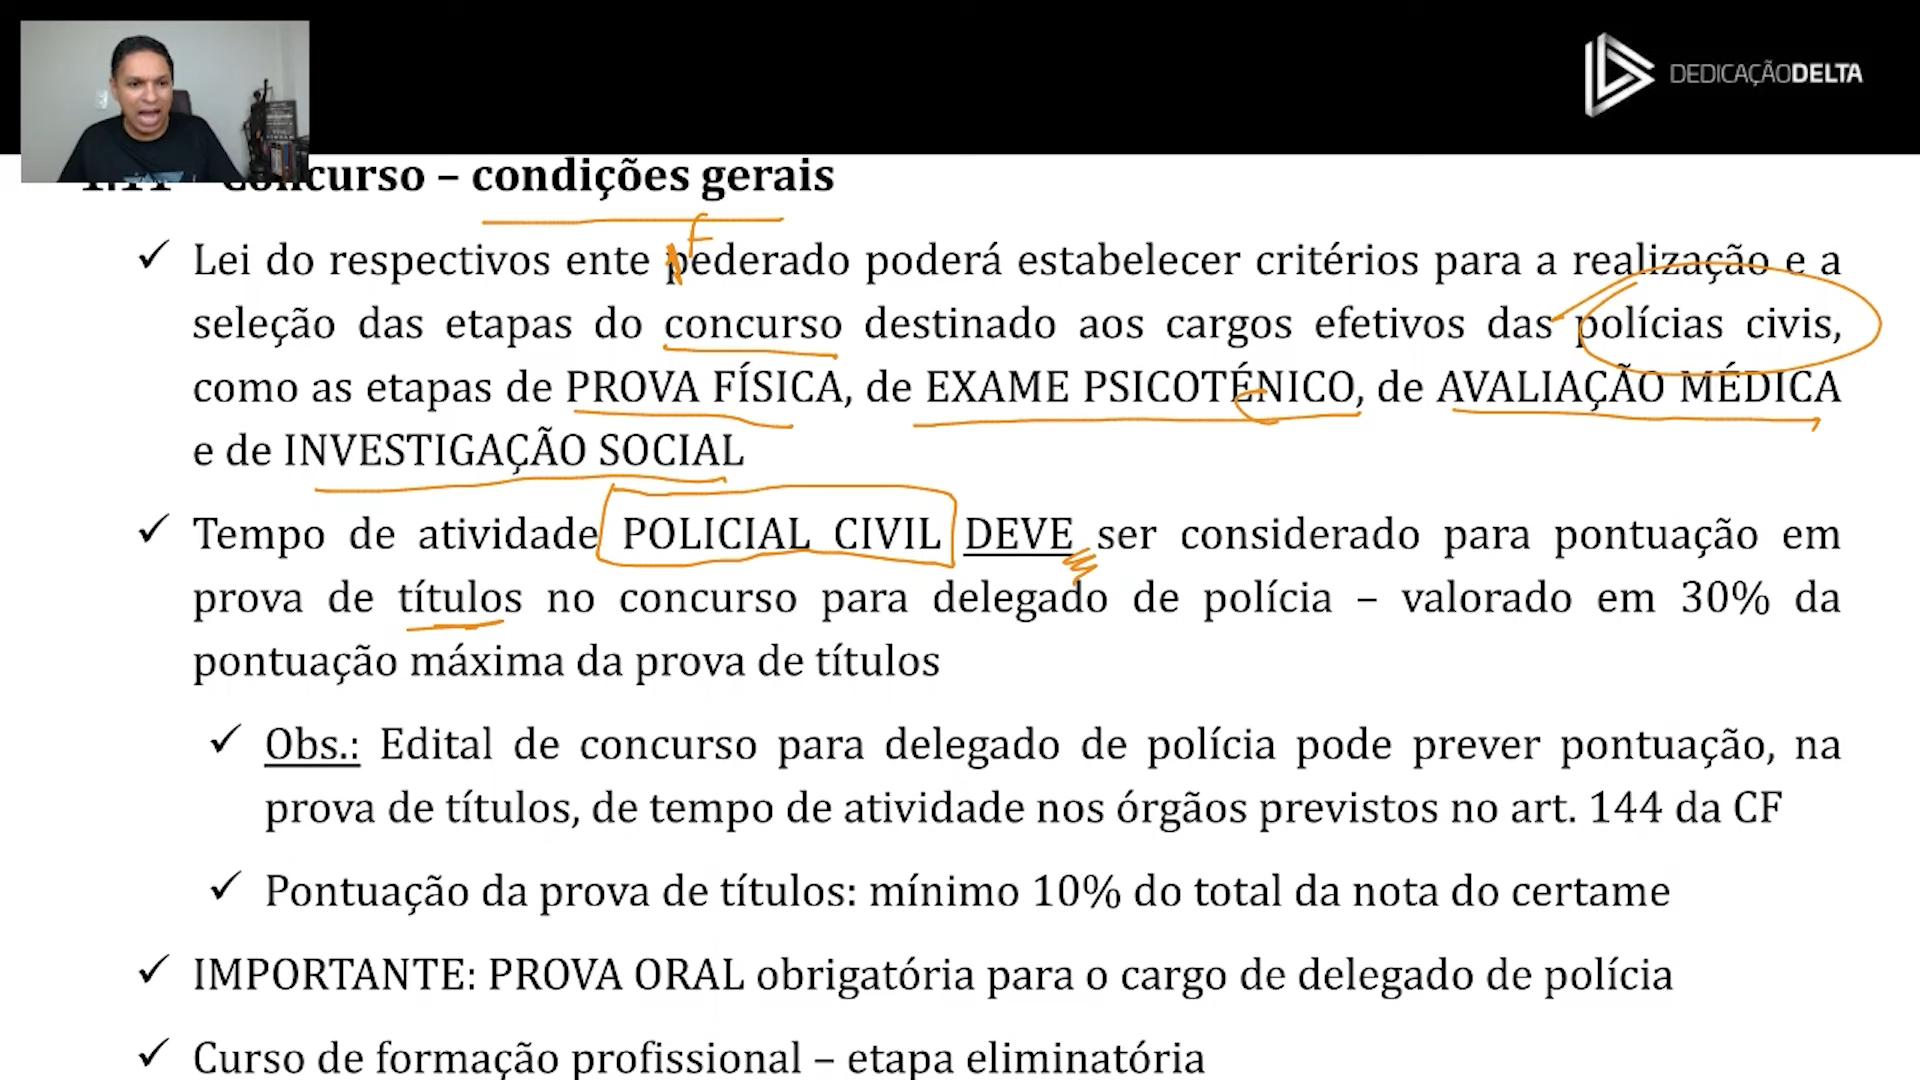 DEDICAÇÃODELTA
Concurso – condições gerais
✓ Lei do respectivos ente pederado poderá estabelecer critérios para a realização e a
F
seleção das etapas do concurso destinado aos cargos efetivos das polícias civis,
como as etapas de PROVA FÍSICA, de EXAME PSICOTÉNICO, de AVALIAÇÃO MÉDICA
e de INVESTIGAÇÃO SOCIAL
✓ Tempo de atividade POLICIAL CIVIL DEVE ser considerado para pontuação em
prova de títulos no concurso para delegado de polícia – valorado em 30% da
pontuação máxima da prova de títulos
✓ Obs.: Edital de concurso para delegado de polícia pode prever pontuação, na
prova de títulos, de tempo de atividade nos órgãos previstos no art. 144 da CF
✓ Pontuação da prova de títulos: mínimo 10% do total da nota do certame
✓ IMPORTANTE: PROVA ORAL obrigatória para o cargo de delegado de polícia
✓ Curso de formação profissional – etapa eliminatória